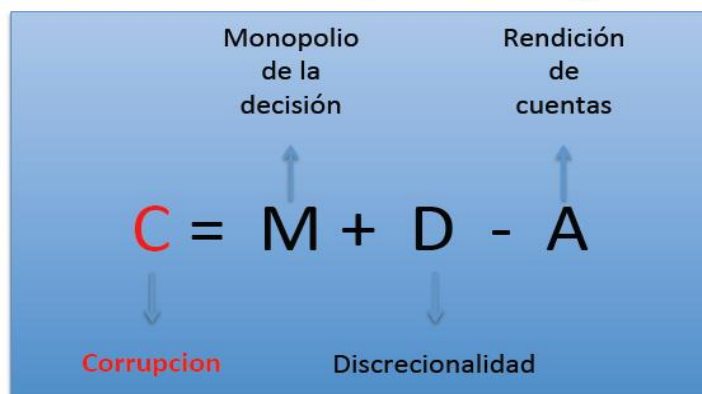 Monopolio
de la
decisión
Rendición
de
cuentas
C = M + D - A
Corrupcion
Discrecionalidad